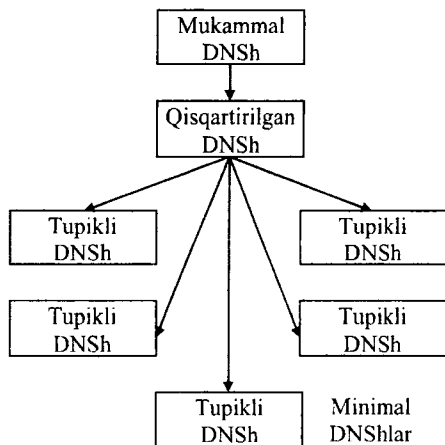 Mukammal
DNSh
Qisqartirilgan
DNSh
Tupikli
DNSh
Tupikli
DNSh
Tupikli
DNSh
Tupikli
DNSh
Tupikli
DNSh
Minimal
DNShlar